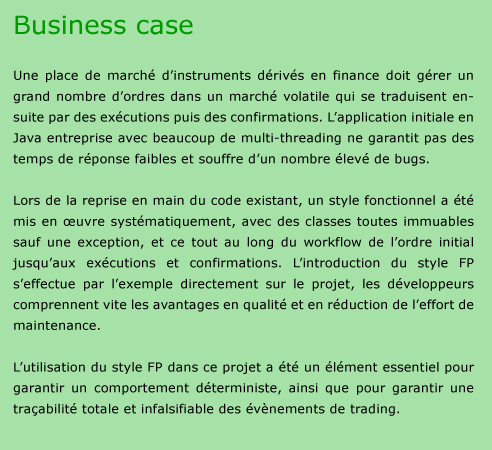 Business case
Une place de marché d’instruments dérivés en finance doit gérer un
grand nombre d’ordres dans un marché volatile qui se traduisent en-
suite par des exécutions puis des confirmations. L’application initiale en
Java entreprise avec beaucoup de multi-threading ne garantit pas des
temps de réponse faibles et souffre d’un nombre élevé de bugs.
Lors de la reprise en main du code existant, un style fonctionnel a été
mis en œuvre systématiquement, avec des classes toutes immuables
sauf une exception, et ce tout au long du workflow de l’ordre initial
jusqu’aux exécutions et confirmations. L’introduction du style FP
s’effectue par l’exemple directement sur le projet, les développeurs
comprennent vite les avantages en qualité et en réduction de l’effort de
maintenance.
L’utilisation du style FP dans ce projet a été un élément essentiel pour
garantir un comportement déterministe, ainsi que pour garantir une
traçabilité totale et infalsifiable des évènements de trading.